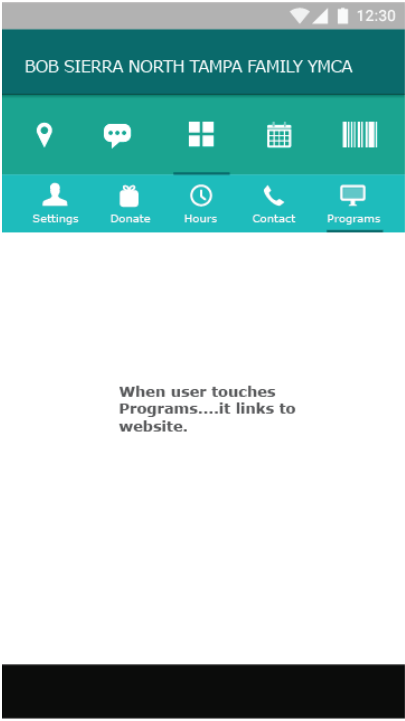 12:30
BOB SIERRA NORTH TAMPA FAMILY YMCA
Settings Donate Hours Contact Programs
When user touches
Programs....it links to
website.